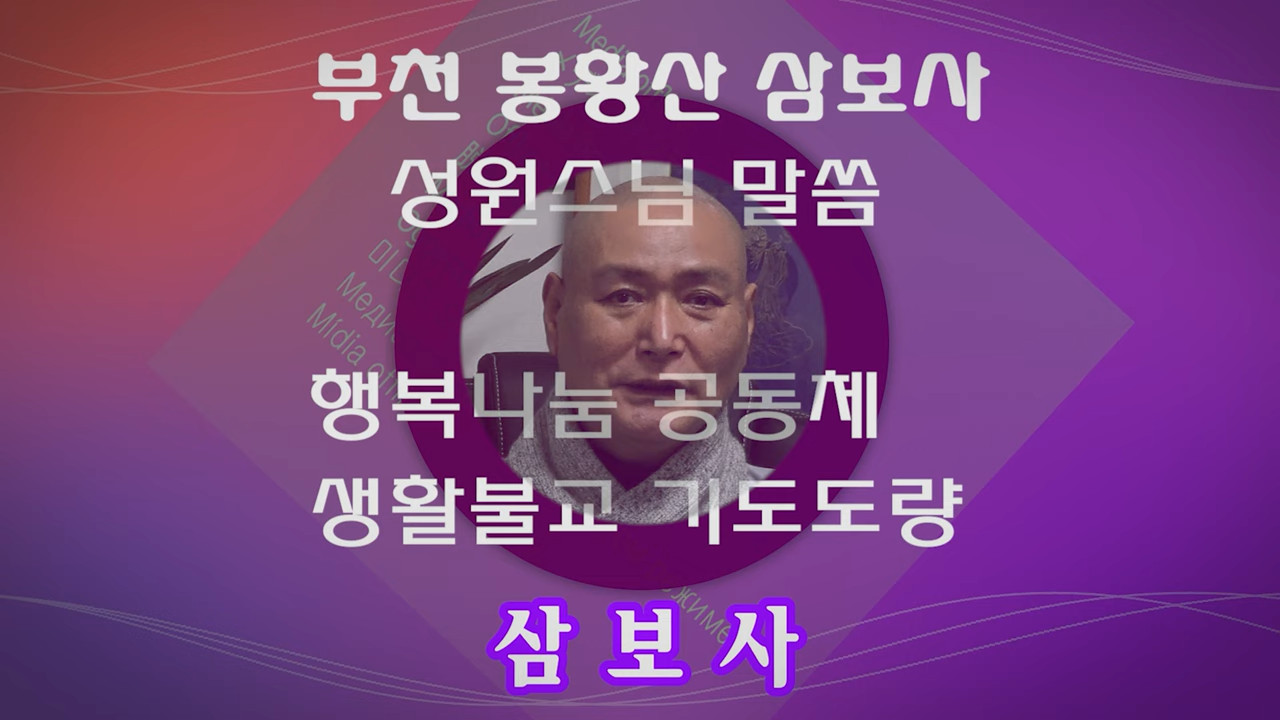 부천 봉황산 삼보사
성원스님 말씀
행복나눔 공동체
생활불교 기도도량
삼 보 사
Mídia